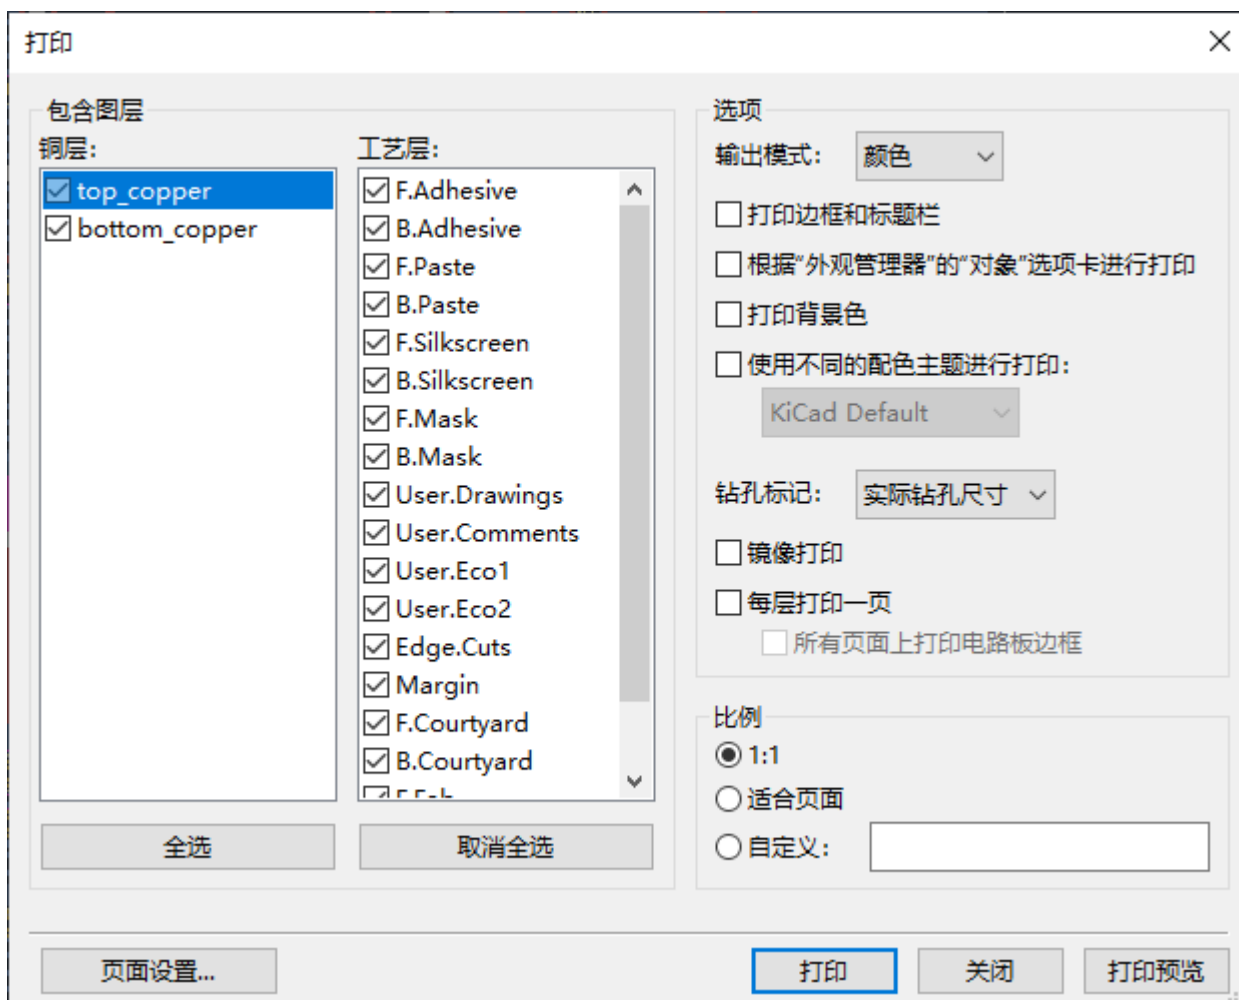 打印
包含图层
铜层:
top_copper
bottom_copper
全选
工艺层:
F.Adhesive
B.Adhesive
F.Paste
B.Paste
F.Silkscreen
B.Silkscreen
F.Mask
B.Mask
User.Drawings
User.Comments
User.Eco1
User.Eco2
Edge.Cuts
Margin
F.Courtyard
B.Courtyard
F.Fab
取消全选
选项
输出模式: 颜色
打印边框和标题栏
根据“外观管理器”的“对象”选项卡进行打印
打印背景色
使用不同的配色主题进行打印:
KiCad Default
钻孔标记: 实际钻孔尺寸
镜像打印
每层打印一页
所有页面上打印电路板边框
比例
1:1
适合页面
自定义:
页面设置...
打印
关闭
打印预览